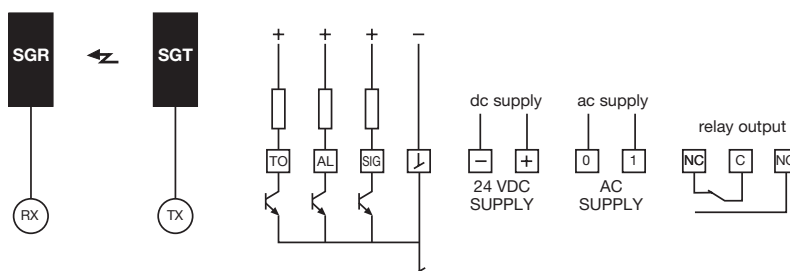 SGR
SGT
RX
TX
+ + + −
TO
AL
SIG
dc supply
− +
24 VDC
SUPPLY
ac supply
0 1
AC
SUPPLY
relay output
NC C